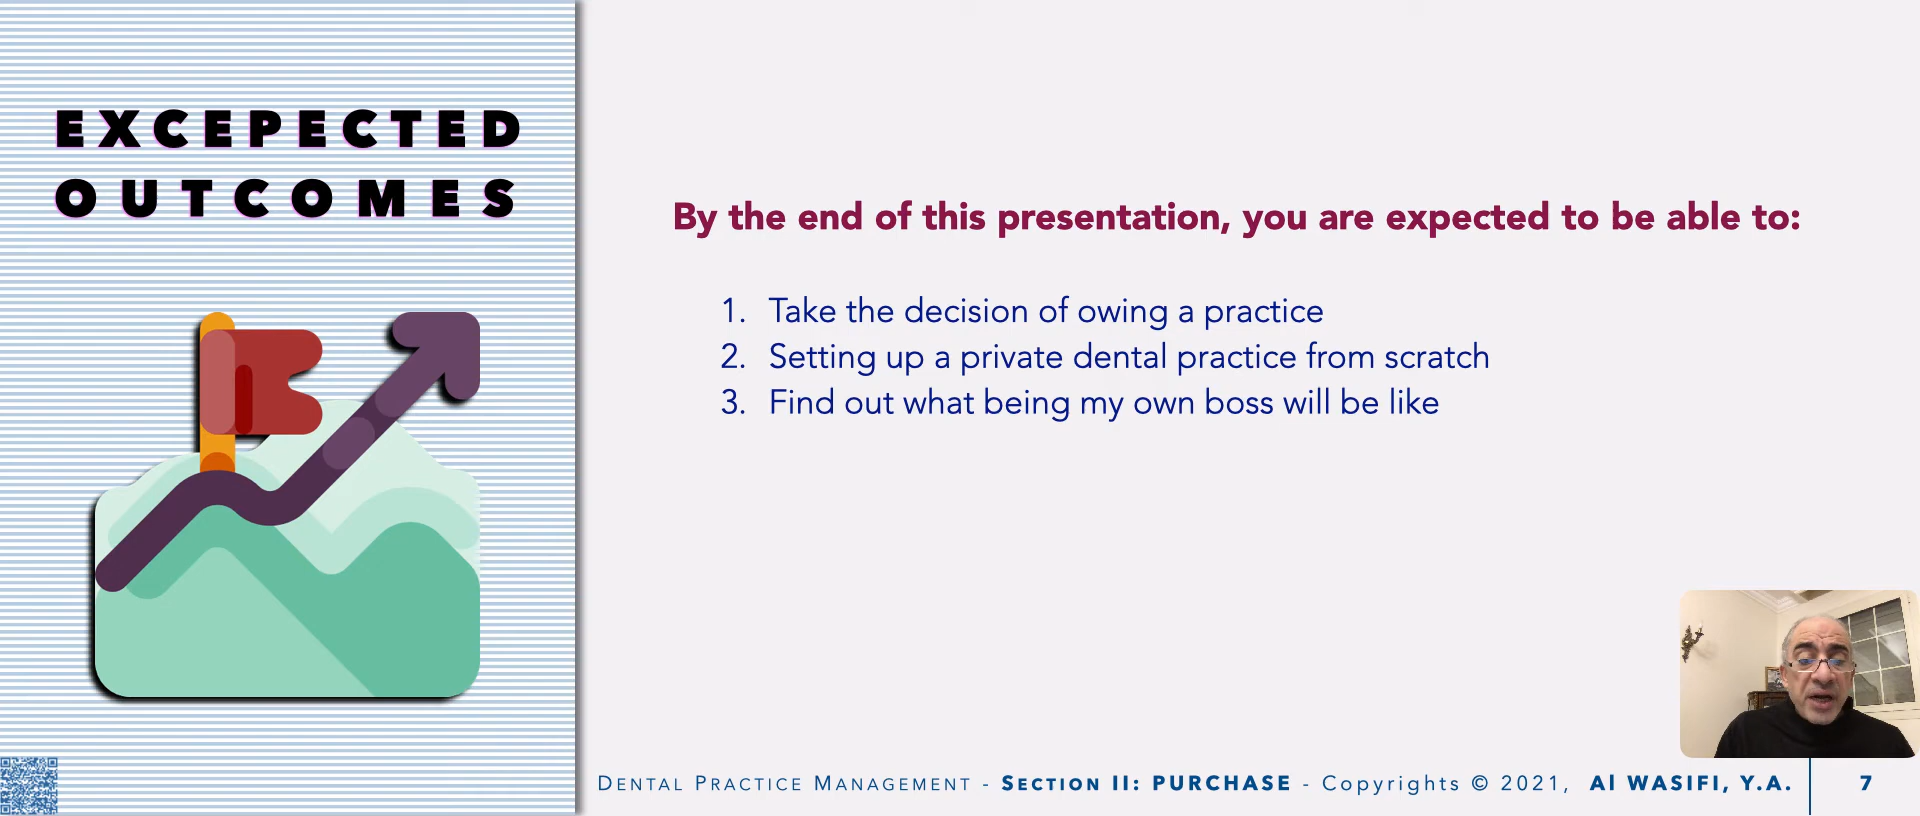 EXCEPECTED
OUTCOMES
By the end of this presentation, you are expected to be able to:
1. Take the decision of owing a practice
2. Setting up a private dental practice from scratch
3. Find out what being my own boss will be like
DENTAL PRACTICE MANAGEMENT - SECTION II: PURCHASE - Copyrights © 2021, Al WASIFI, Y.A. 7